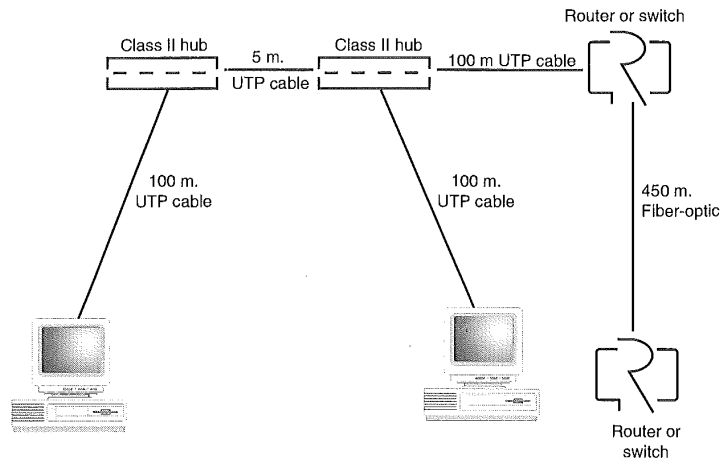 Router or switch
Class II hub
5 m.
UTP cable
Class II hub
100 m UTP cable
100 m.
UTP cable
100 m.
UTP cable
450 m.
Fiber-optic
Router or
switch